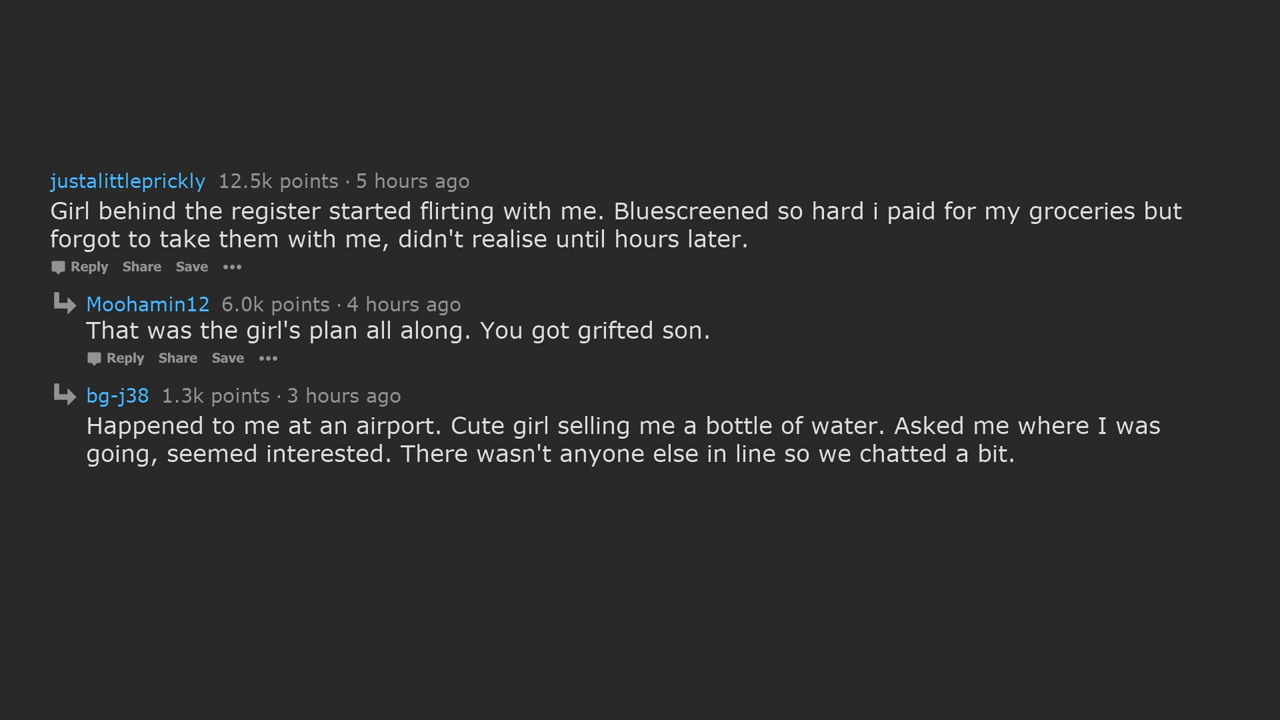 justalittleprickly 12.5k points · 5 hours ago
Girl behind the register started flirting with me. Bluescreened so hard i paid for my groceries but
forgot to take them with me, didn't realise until hours later.
Reply Share Save •••
Moohamin12 6.0k points · 4 hours ago
That was the girl's plan all along. You got grifted son.
Reply Share Save •••
bg-j38 1.3k points · 3 hours ago
Happened to me at an airport. Cute girl selling me a bottle of water. Asked me where I was
going, seemed interested. There wasn't anyone else in line so we chatted a bit.